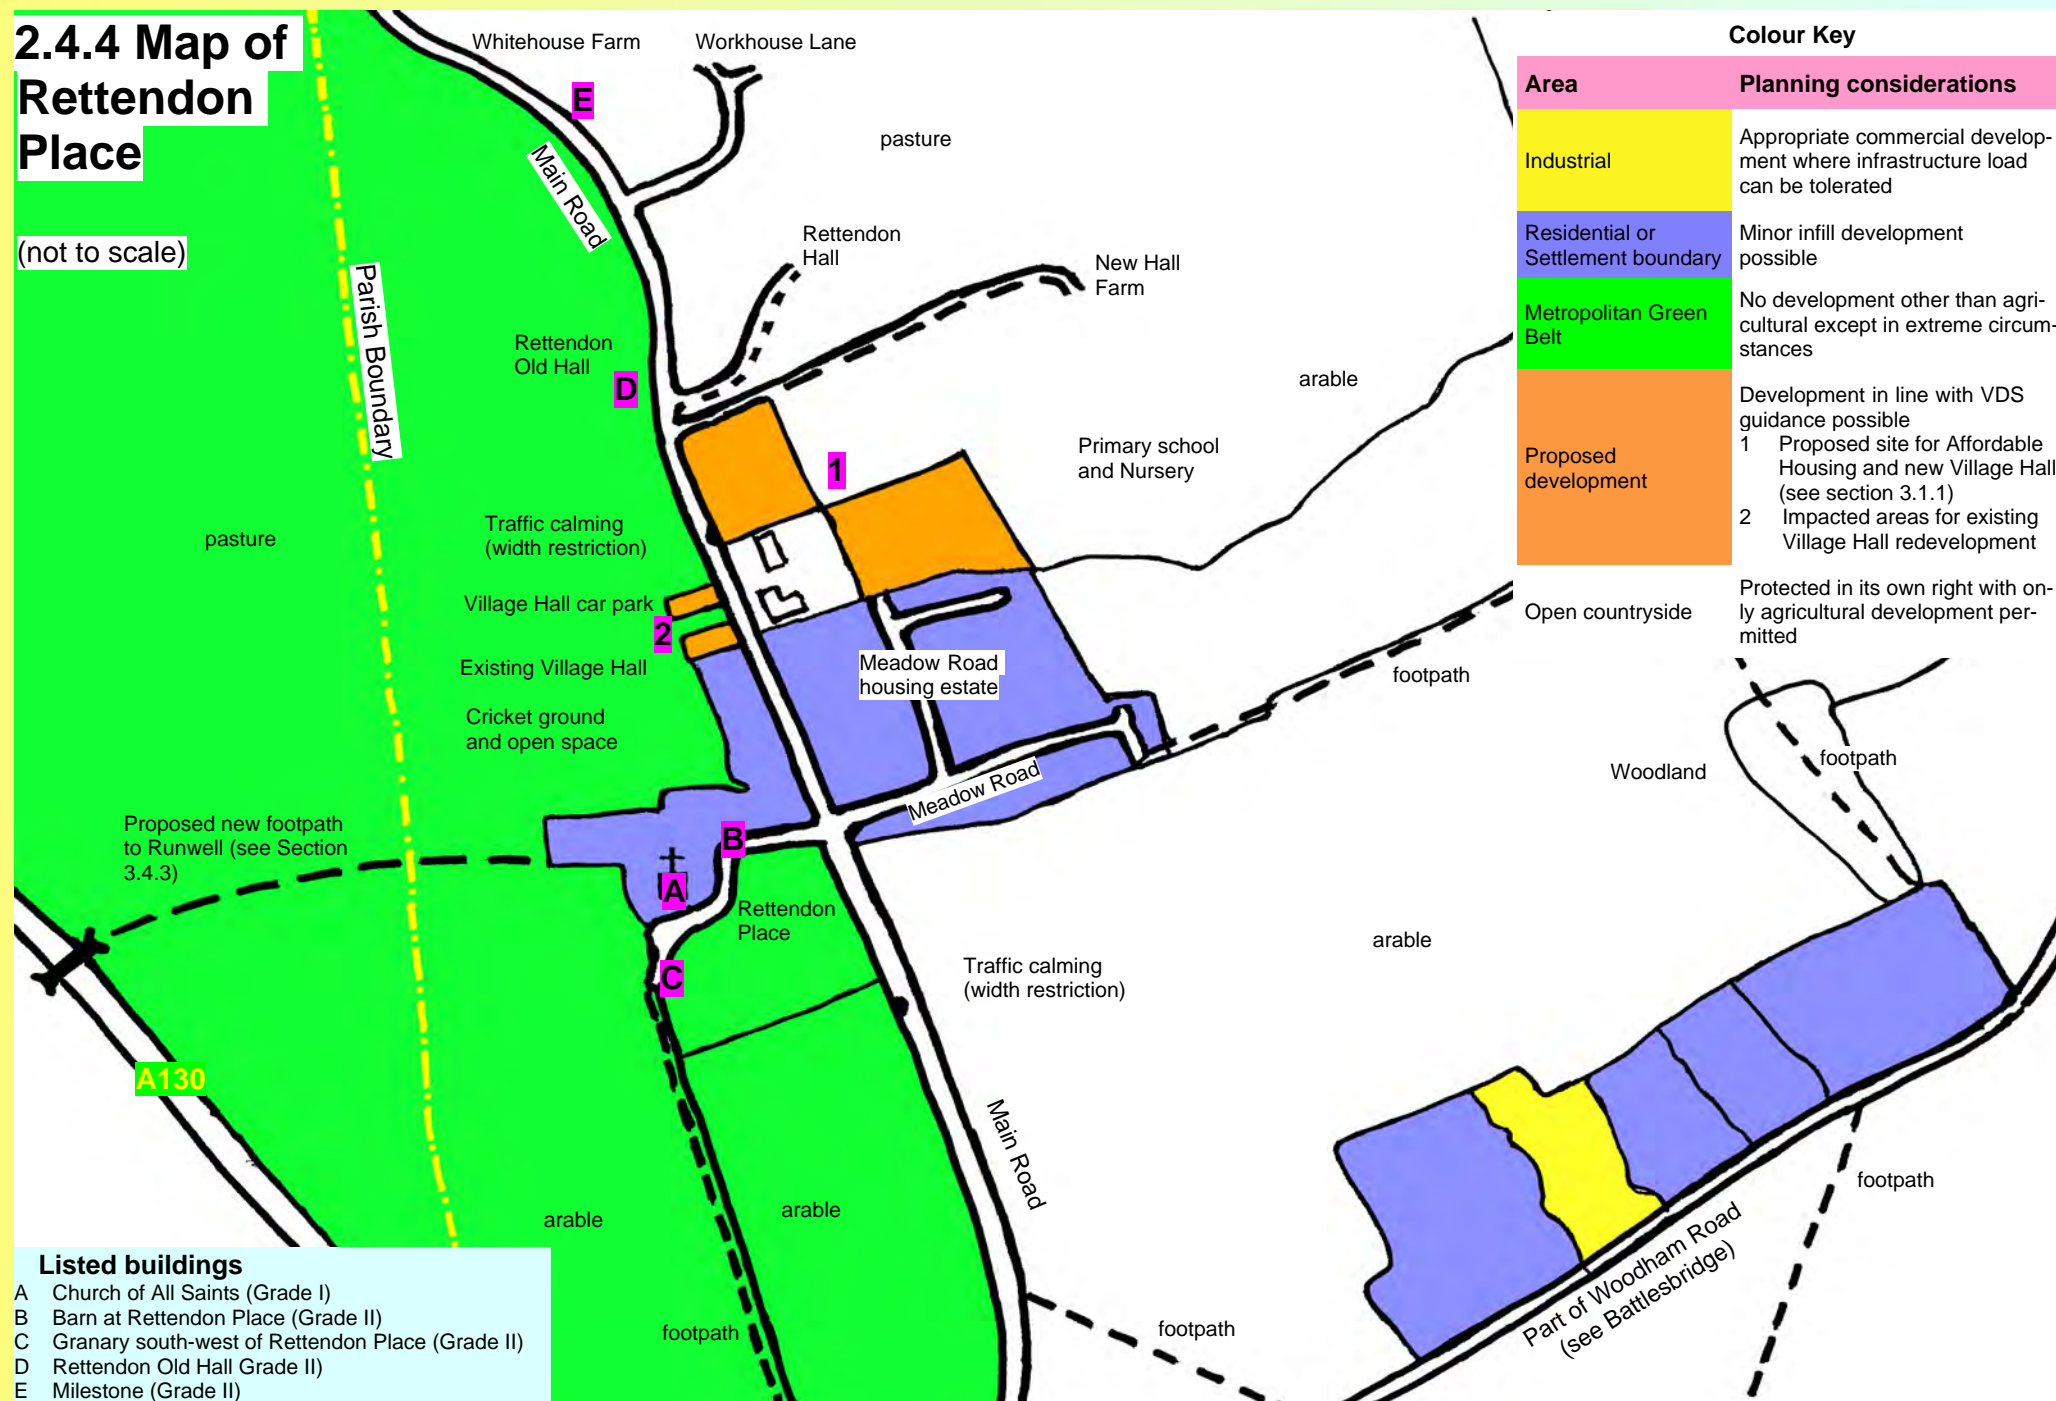 2.4.4 Map of
Rettendon
Place
(not to scale)
Whitehouse Farm
Workhouse Lane
E
pasture
Main Road
Rettendon
Hall
New Hall
Farm
Parish Boundary
Rettendon
Old Hall
D
arable
1
Primary school
and Nursery
pasture
Traffic calming
(width restriction)
Village Hall car park
2
Existing Village Hall
Meadow Road
housing estate
footpath
Cricket ground
and open space
Meadow Road
Woodland
footpath
Proposed new footpath
to Runwell (see Section
3.4.3)
B
A
Rettendon
Place
arable
C
Traffic calming
(width restriction)
A130
Main Road
arable
arable
footpath
footpath
footpath
Part of Woodham Road
(see Battlesbridge)
Colour Key
Area Planning considerations
Industrial
Appropriate commercial develop-
ment where infrastructure load
can be tolerated
Residential or
Settlement boundary
Minor infill development
possible
Metropolitan Green
Belt
No development other than agri-
cultural except in extreme circum-
stances
Proposed
development
Development in line with VDS
guidance possible
1 Proposed site for Affordable
Housing and new Village Hall
(see section 3.1.1)
2 Impacted areas for existing
Village Hall redevelopment
Open countryside
Protected in its own right with on-
ly agricultural development per-
mitted
Listed buildings
A Church of All Saints (Grade I)
B Barn at Rettendon Place (Grade II)
C Granary south-west of Rettendon Place (Grade II)
D Rettendon Old Hall Grade II)
E Milestone (Grade II)